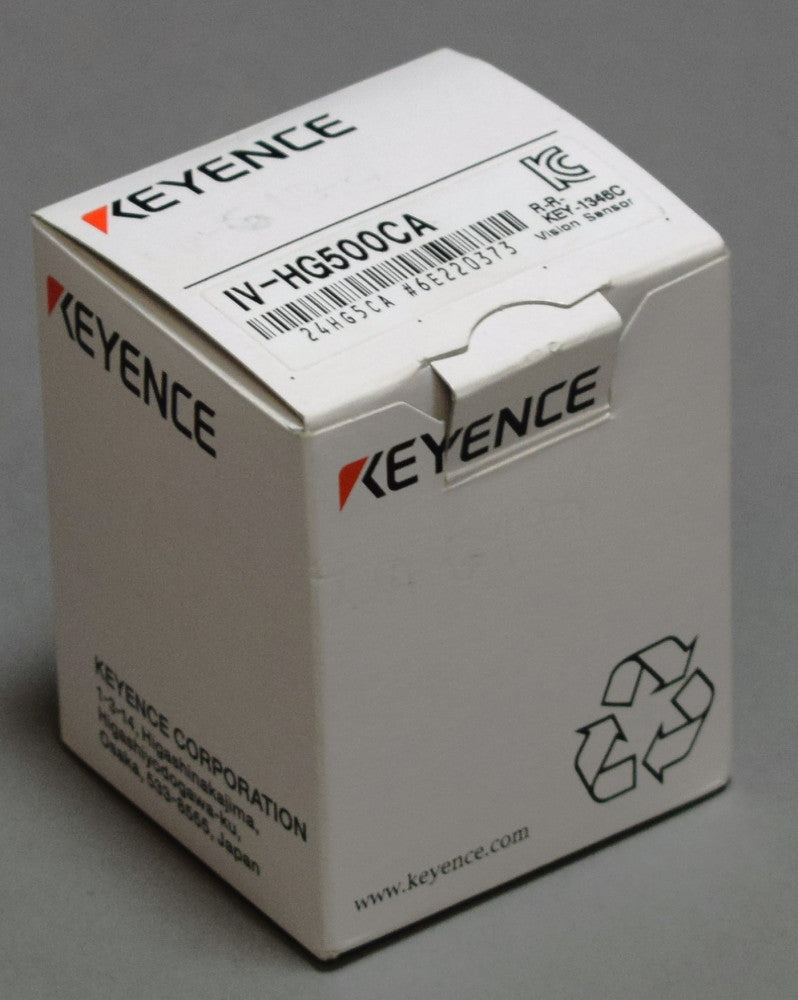 KEYENCE
IV-HG500CA
24HG5CA #6E220373
R-R-
KEY-1346C
Vision Sensor
KEYENCE
KEYENCE CORPORATION
1-3-14, Higashinakajima,
Higashiyodogawa-ku,
Osaka, 533-8555, Japan
KEYENCE
www.keyence.com